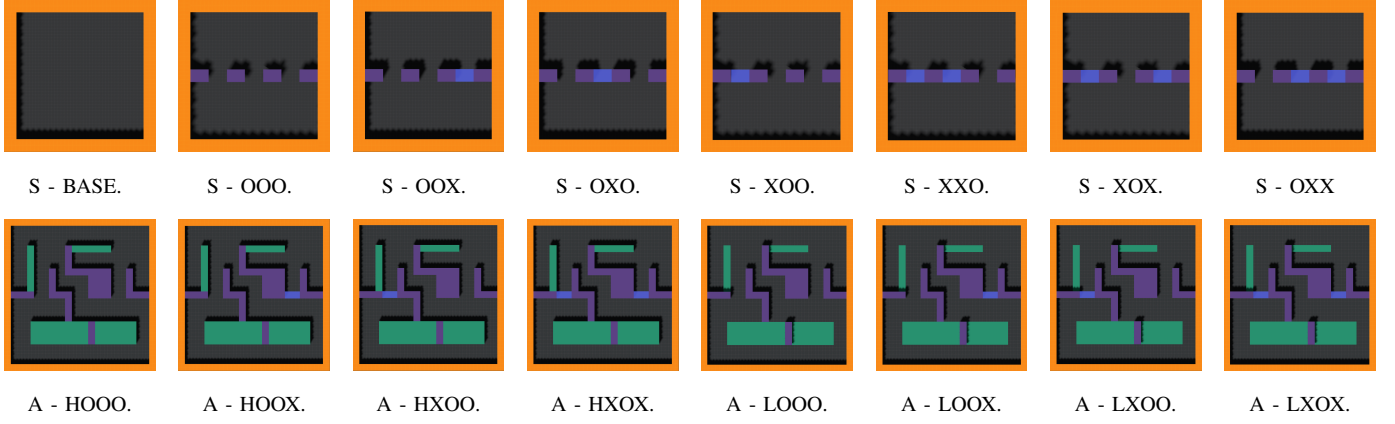 S - BASE. S - OOO. S - OOX. S - OXO. S - XOO. S - XXO. S - XOX. S - OXX
A - HOOO. A - HOOX. A - HXOO. A - HXOX. A - LOOO. A - LOOX. A - LXOO. A - LXOX.